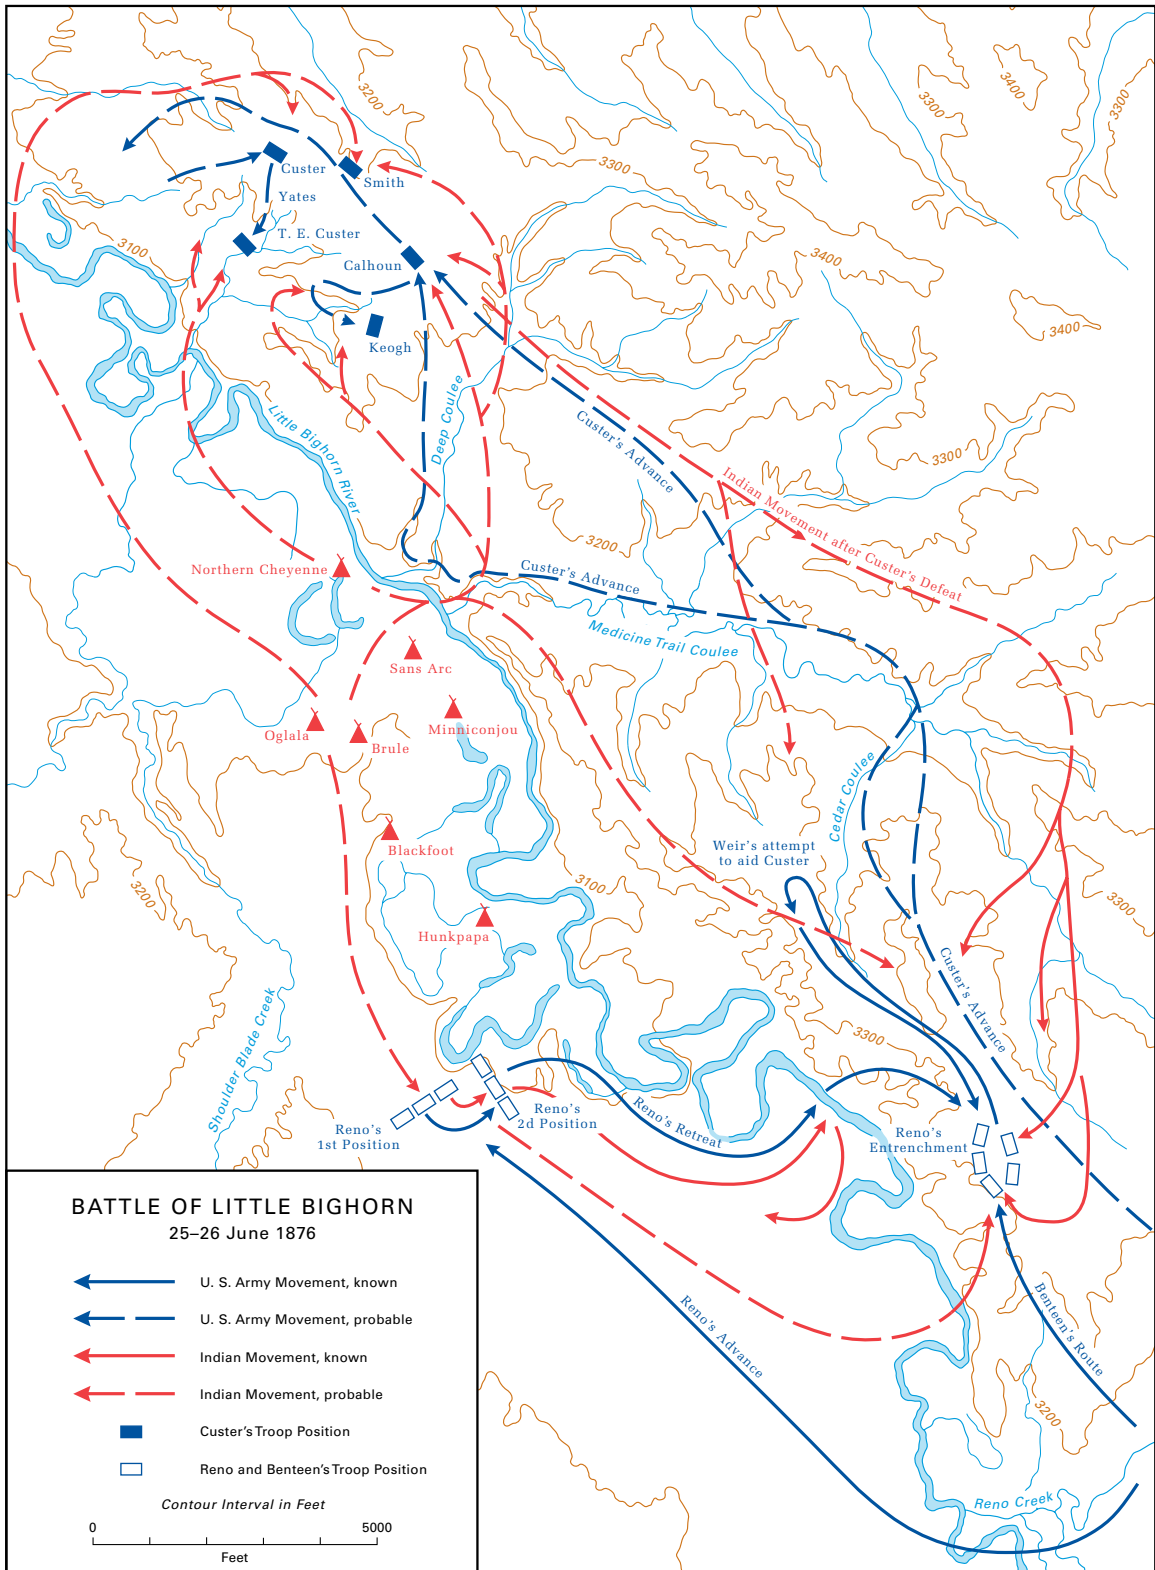 3200
3300
3400
3300
3300
Custer
Smith
Yates
T. E. Custer
3100
Calhoun
3400
3400
Keogh
Little Bighorn River
Deep Coulee
Custer's Advance
3300
Indian Movement after Custer's Defeat
3200
Northern Cheyenne
Custer's Advance
Medicine Trail Coulee
Sans Arc
Oglala
Brule
Minniconjou
Cedar Coulee
Blackfoot
Weir's attempt
to aid Custer
3200
3100
3300
Hunkpapa
Custer's Advance
Shoulder Blade Creek
3300
Reno's
1st Position
Reno's
2d Position
Reno's Retreat
Reno's
Entrenchment
Reno's Advance
Benteen's Route
3200
Reno Creek
BATTLE OF LITTLE BIGHORN
25–26 June 1876
U. S. Army Movement, known
U. S. Army Movement, probable
Indian Movement, known
Indian Movement, probable
Custer's Troop Position
Reno and Benteen's Troop Position
Contour Interval in Feet
0 5000
Feet